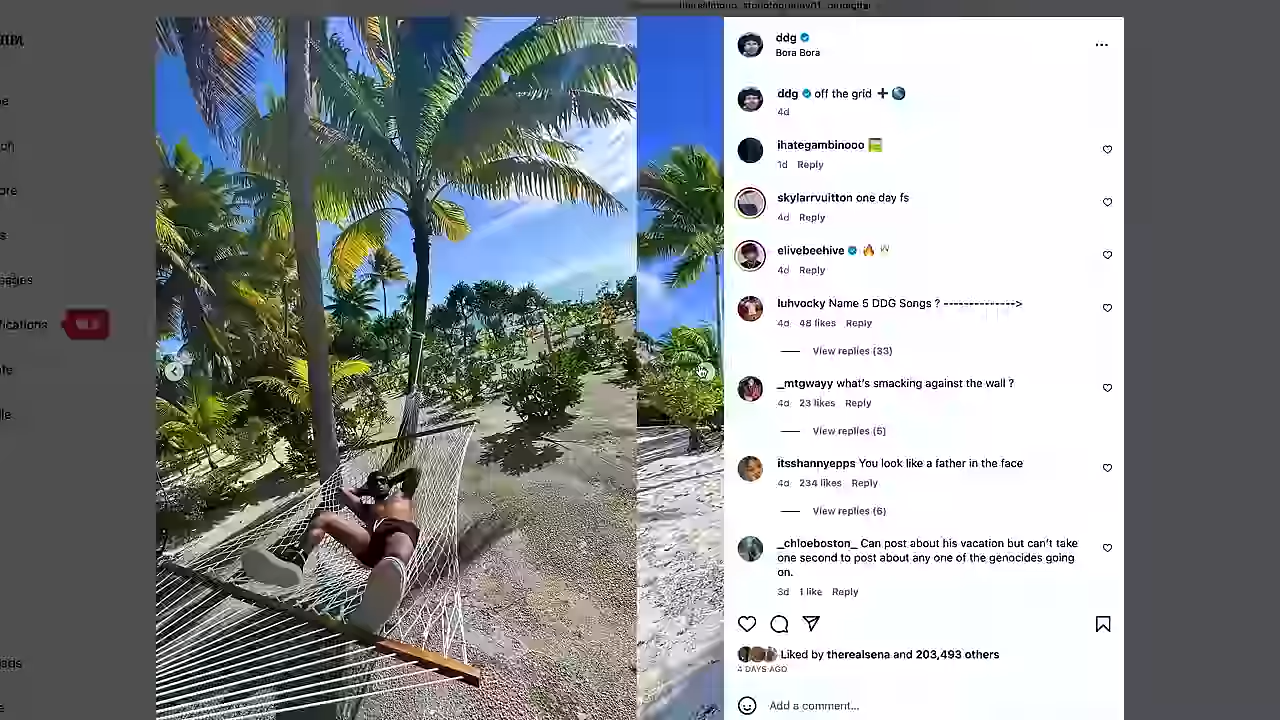 ddg
Bora Bora
ddg off the grid
4d
ihategambinooo
1d Reply
skylarrvuitton one day fs
4d Reply
elivebeehive
4d Reply
luhvocky Name 5 DDG Songs ? -------------->
4d 48 likes Reply
View replies (33)
_mtgwayy what's smacking against the wall ?
4d 23 likes Reply
View replies (5)
itsshannyepps You look like a father in the face
4d 234 likes Reply
View replies (6)
_chloeboston_ Can post about his vacation but can't take
one second to post about any one of the genocides going
on.
3d 1 like Reply
Liked by therealsena and 203,493 others
4 DAYS AGO
Add a comment...